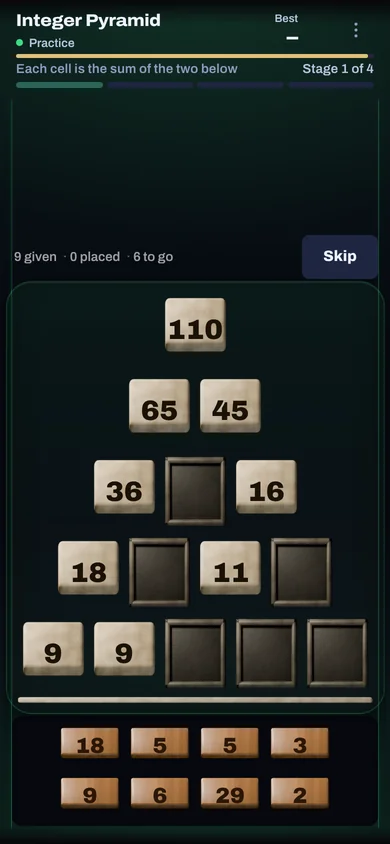 Integer Pyramid
Best
Practice
–
Each cell is the sum of the two below
Stage 1 of 4
9 given · 0 placed · 6 to go
Skip
110
65 45
36 16
18 11
9 9
18 5 5 3
9 6 29 2